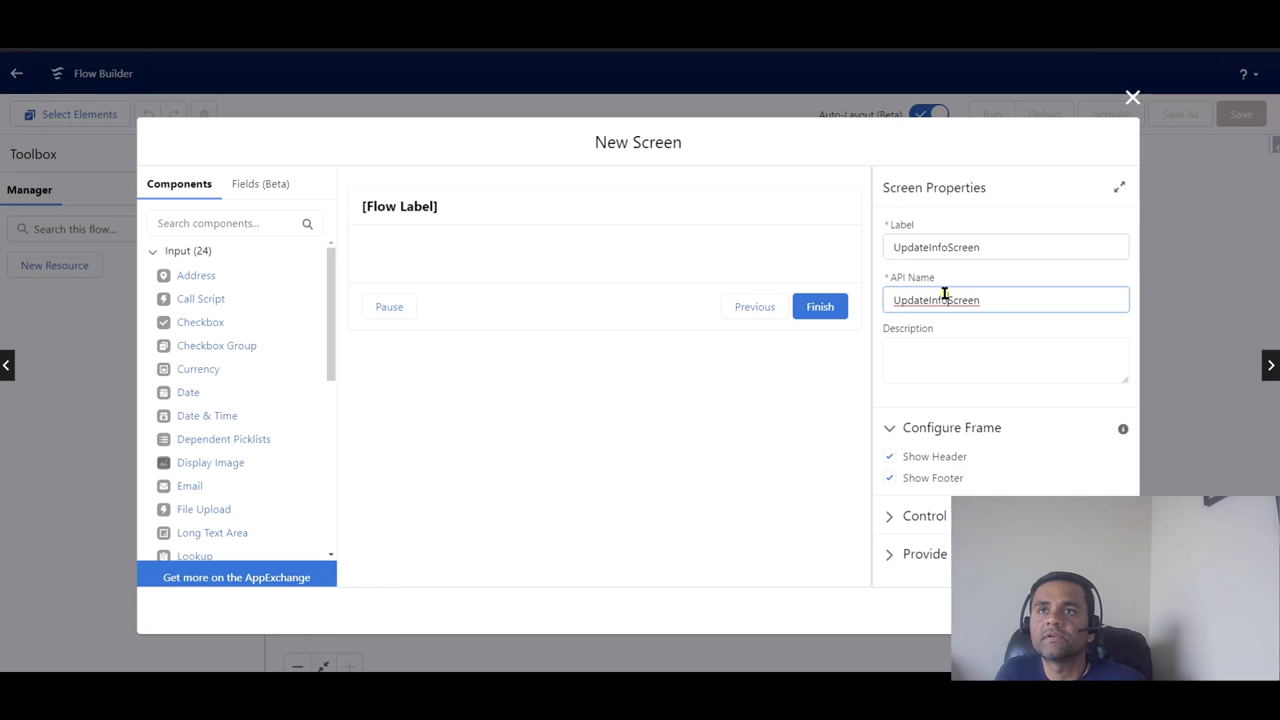 Flow Builder
?
Select Elements
Auto-Layout (Beta)
Run
Debug
Activate
Save As
Save
Toolbox
New Screen
Manager
Components
Fields (Beta)
Screen Properties
[Flow Label]
Search this flow...
Search components...
* Label
UpdateInfoScreen
Input (24)
New Resource
Address
* API Name
Call Script
UpdateInfoScreen
Pause
Previous
Finish
Checkbox
Description
Checkbox Group
Currency
Date
Date & Time
Configure Frame
Dependent Picklists
Show Header
Display Image
Show Footer
Email
File Upload
Control
Long Text Area
Lookup
Provide
Get more on the AppExchange